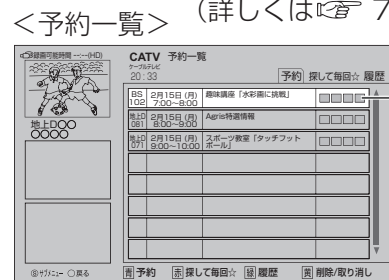 ＜予約一覧＞ （詳しくは☞ 7
録画可能時間 --:--(HD)
CATV 予約一覧
ケーブルテレビ
20:33
予約 探して毎回☆ 履歴
BS 102 2月15日(月) 7:00～8:00 趣味講座「水彩画に挑戦」 □□□□
地上D 081 2月15日(月) 8:00～9:00 Agris特選情報 □□□□
地上D 071 2月15日(月) 9:00～10:00 スポーツ教室「タッチフットボール」 □□□□
地上D○○
○○○○
Ⓢサブメニュー ○戻る
青 予約 赤 探して毎回☆ 緑 履歴 黄 削除/取り消し